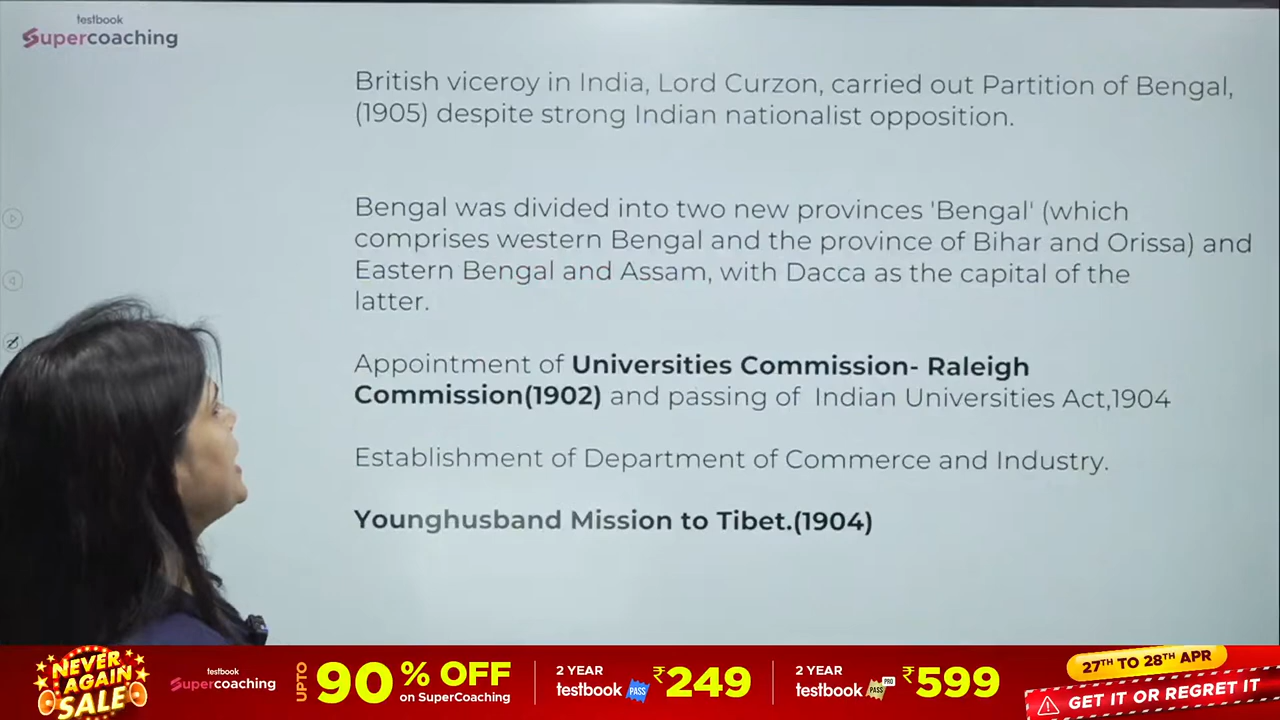 testbook
Supercoaching
British viceroy in India, Lord Curzon, carried out Partition of Bengal,
(1905) despite strong Indian nationalist opposition.
Bengal was divided into two new provinces 'Bengal' (which
comprises western Bengal and the province of Bihar and Orissa) and
Eastern Bengal and Assam, with Dacca as the capital of the
latter.
Appointment of Universities Commission- Raleigh
Commission(1902) and passing of Indian Universities Act,1904
Establishment of Department of Commerce and Industry.
Younghusband Mission to Tibet.(1904)
NEVER
AGAIN
SALE
testbook
Supercoaching
UPTO
90% OFF
on SuperCoaching
2 YEAR
testbook PASS
₹249
2 YEAR
testbook PASS PRO
₹599
27TH TO 28TH APR
GET IT OR REGRET IT